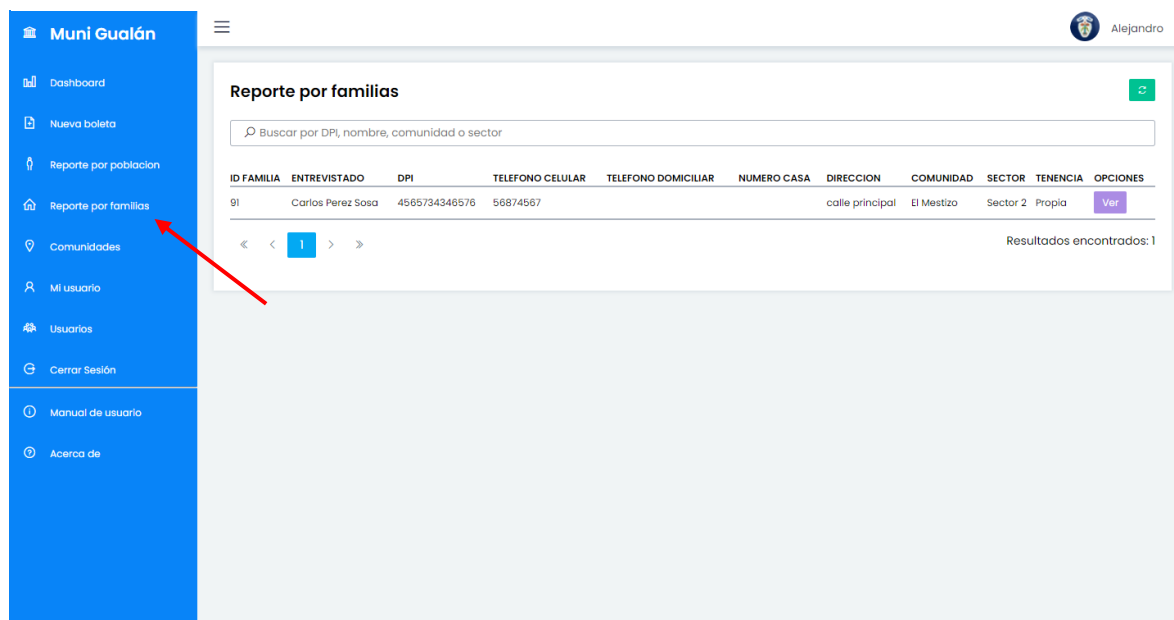 Muni Gualán
Alejandro
Dashboard
Nueva boleta
Reporte por poblacion
Reporte por familias
Comunidades
Mi usuario
Usuarios
Cerrar Sesión
Manual de usuario
Acerca de
Reporte por familias
Buscar por DPI, nombre, comunidad o sector
ID FAMILIA ENTREVISTADO DPI TELEFONO CELULAR TELEFONO DOMICILIAR NUMERO CASA DIRECCION COMUNIDAD SECTOR TENENCIA OPCIONES
91 Carlos Perez Sosa 4565734346576 56874567 calle principal El Mestizo Sector 2 Propia Ver
« < 1 > »
Resultados encontrados: 1